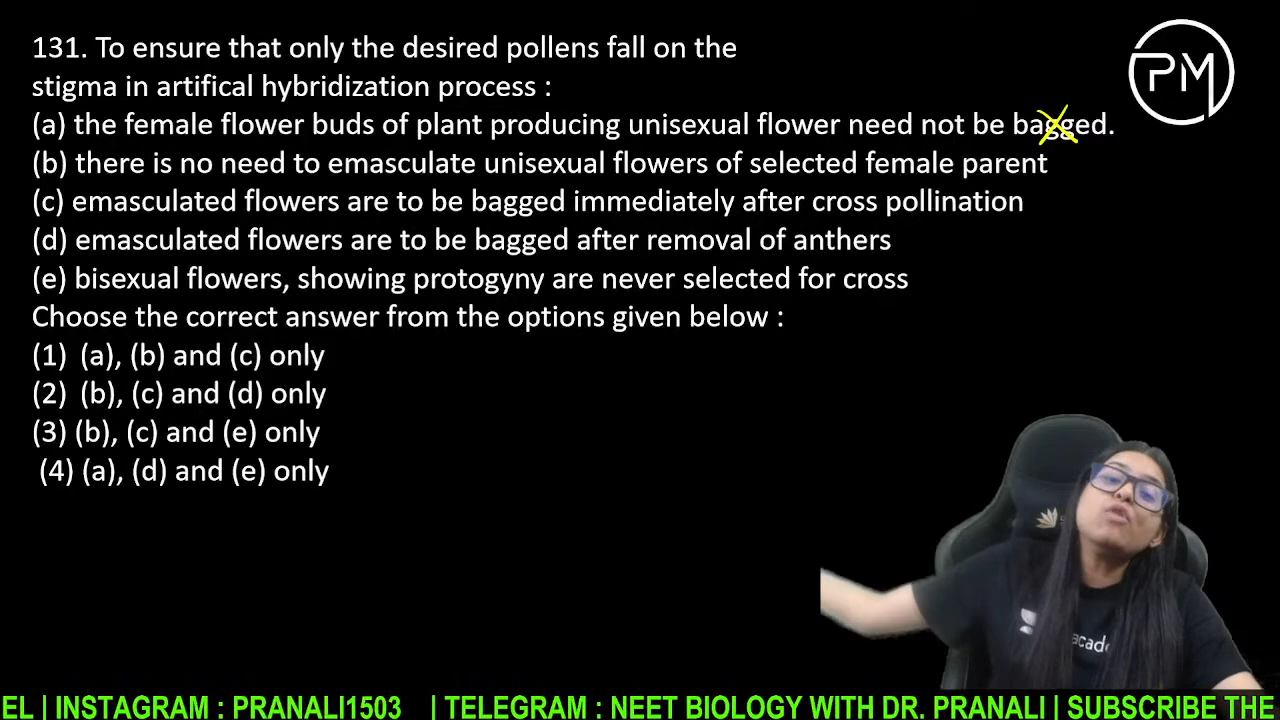 131. To ensure that only the desired pollens fall on the
stigma in artifical hybridization process :
(a) the female flower buds of plant producing unisexual flower need not be bagged.
(b) there is no need to emasculate unisexual flowers of selected female parent
(c) emasculated flowers are to be bagged immediately after cross pollination
(d) emasculated flowers are to be bagged after removal of anthers
(e) bisexual flowers, showing protogyny are never selected for cross
Choose the correct answer from the options given below :
(1) (a), (b) and (c) only
(2) (b), (c) and (d) only
(3) (b), (c) and (e) only
(4) (a), (d) and (e) only
PM
acade
EL | INSTAGRAM : PRANALI1503 | TELEGRAM : NEET BIOLOGY WITH DR. PRANALI | SUBSCRIBE THE